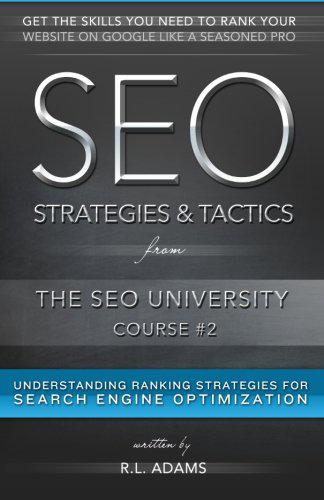 GET THE SKILLS YOU NEED TO RANK YOUR
WEBSITE ON GOOGLE LIKE A SEASONED PRO
SEO
STRATEGIES & TACTICS
from
THE SEO UNIVERSITY
COURSE #2
UNDERSTANDING RANKING STRATEGIES FOR
SEARCH ENGINE OPTIMIZATION
written by
R.L. ADAMS